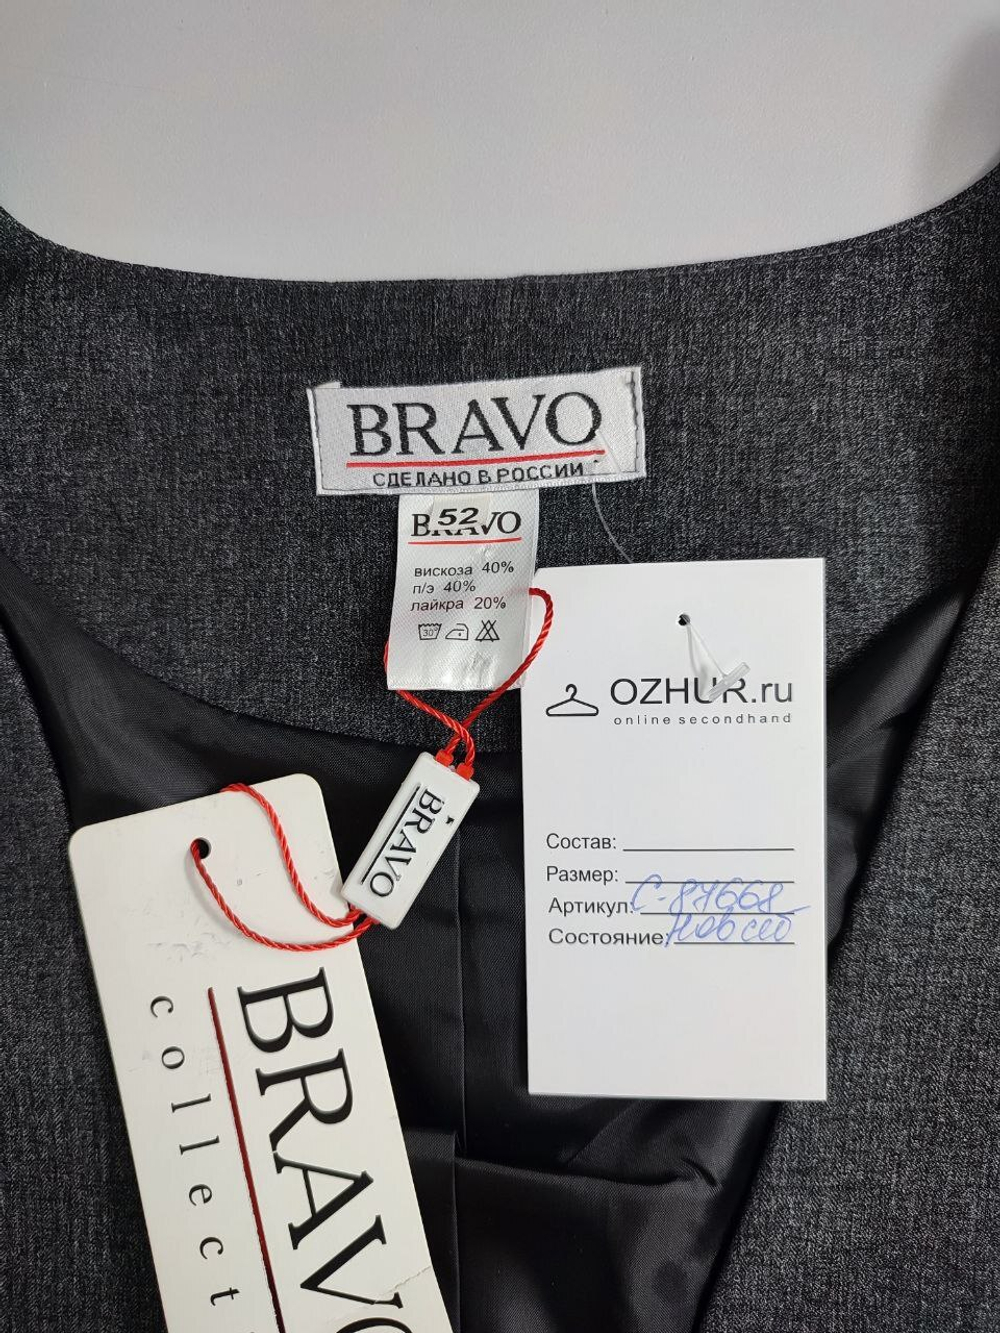 BRAVO
СДЕЛАНО В РОССИИ
52
BRAVO
вискоза 40%
п/э 40%
лайкра 20%
30°
OZHUR.ru
online secondhand
Состав:
Размер:
Артикул: С-87668
Состояние:
BRAVO
BRAVO
collect